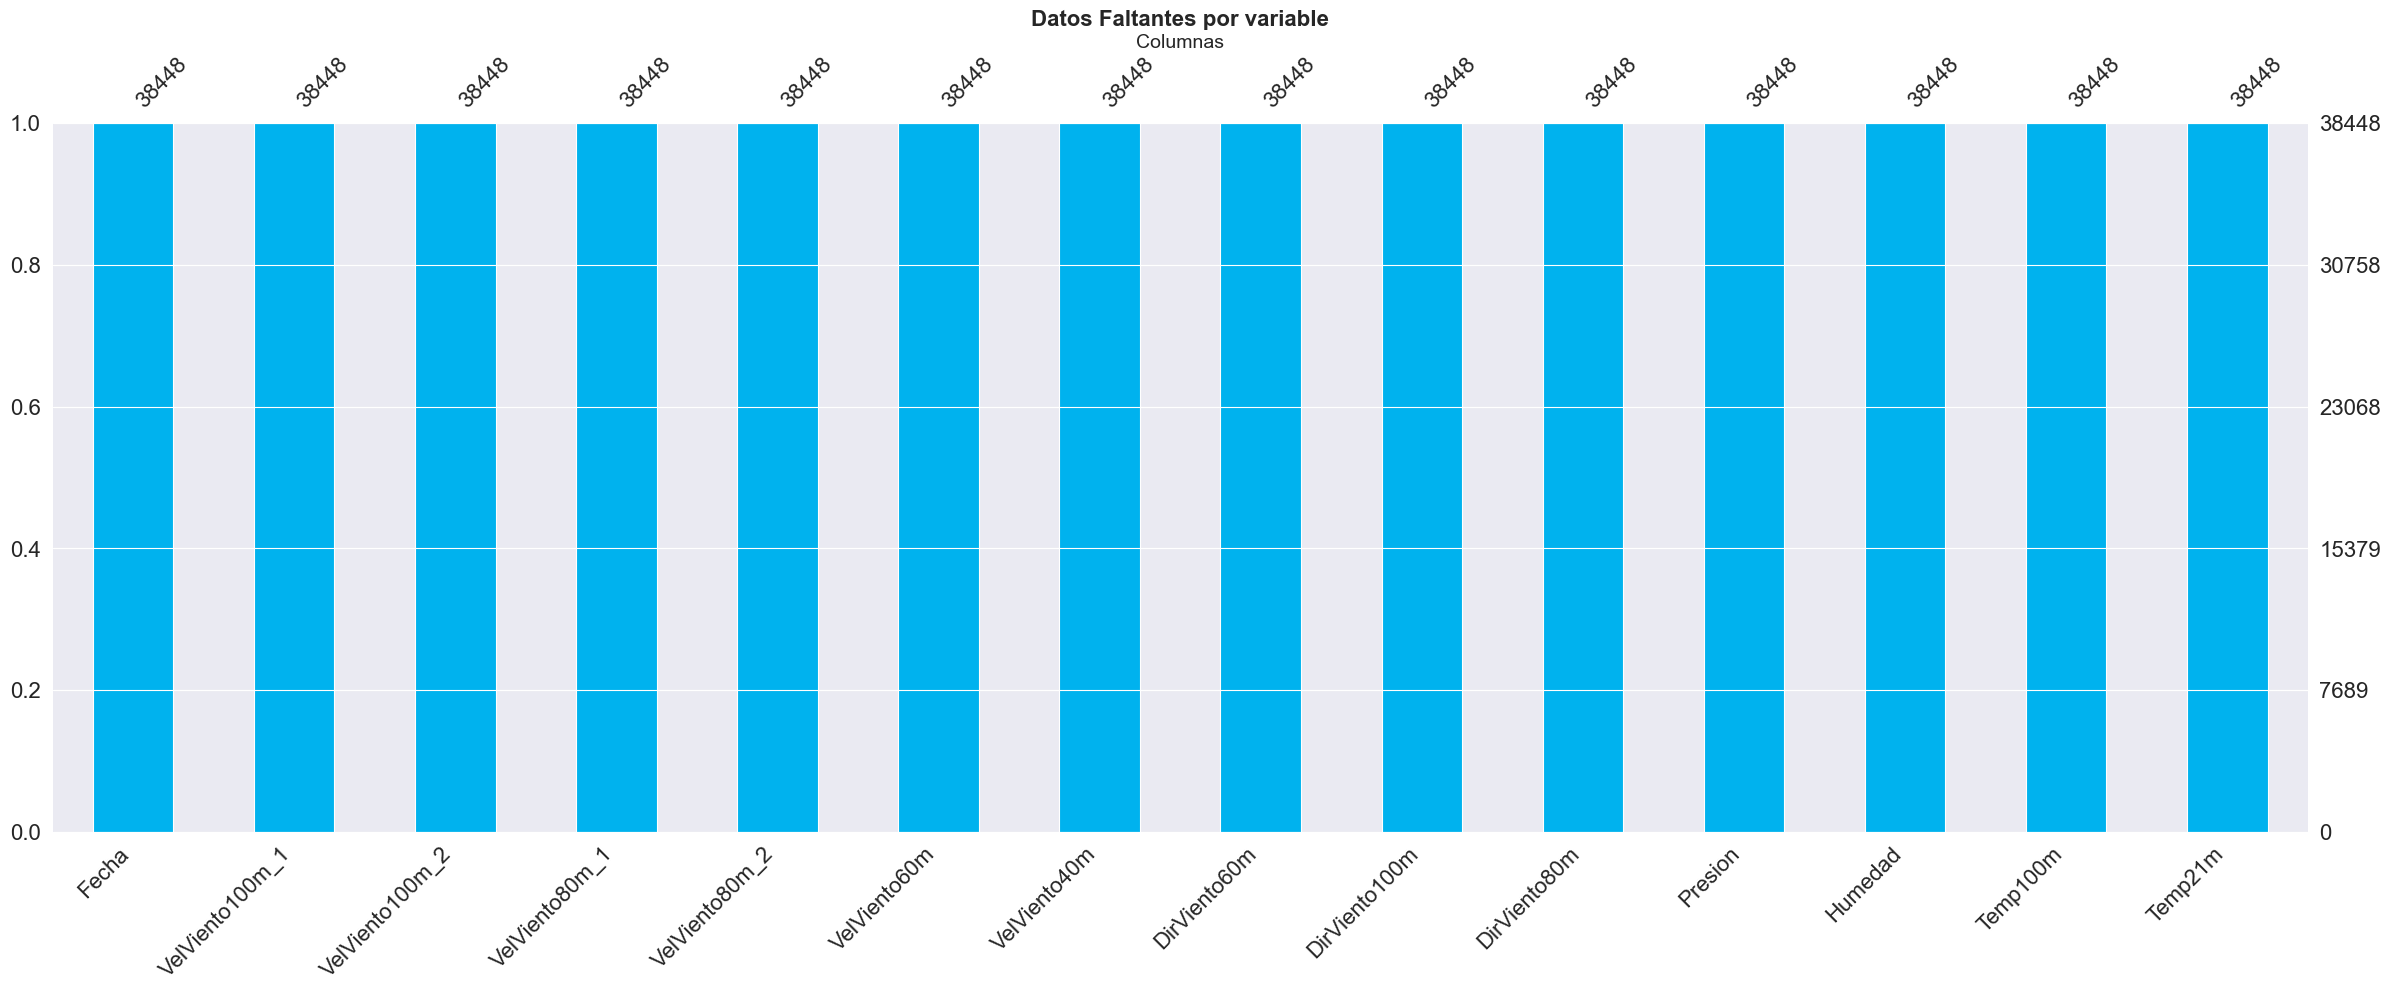 Datos Faltantes por variable
Columnas
38448 38448 38448 38448 38448 38448 38448 38448 38448 38448 38448 38448 38448 38448
1.0 38448
0.8 30758
0.6 23068
0.4 15379
0.2 7689
0.0 0
Fecha VelViento100m_1 VelViento100m_2 VelViento80m_1 VelViento80m_2 VelViento60m VelViento40m DirViento60m DirViento100m DirViento80m Presion Humedad Temp100m Temp21m